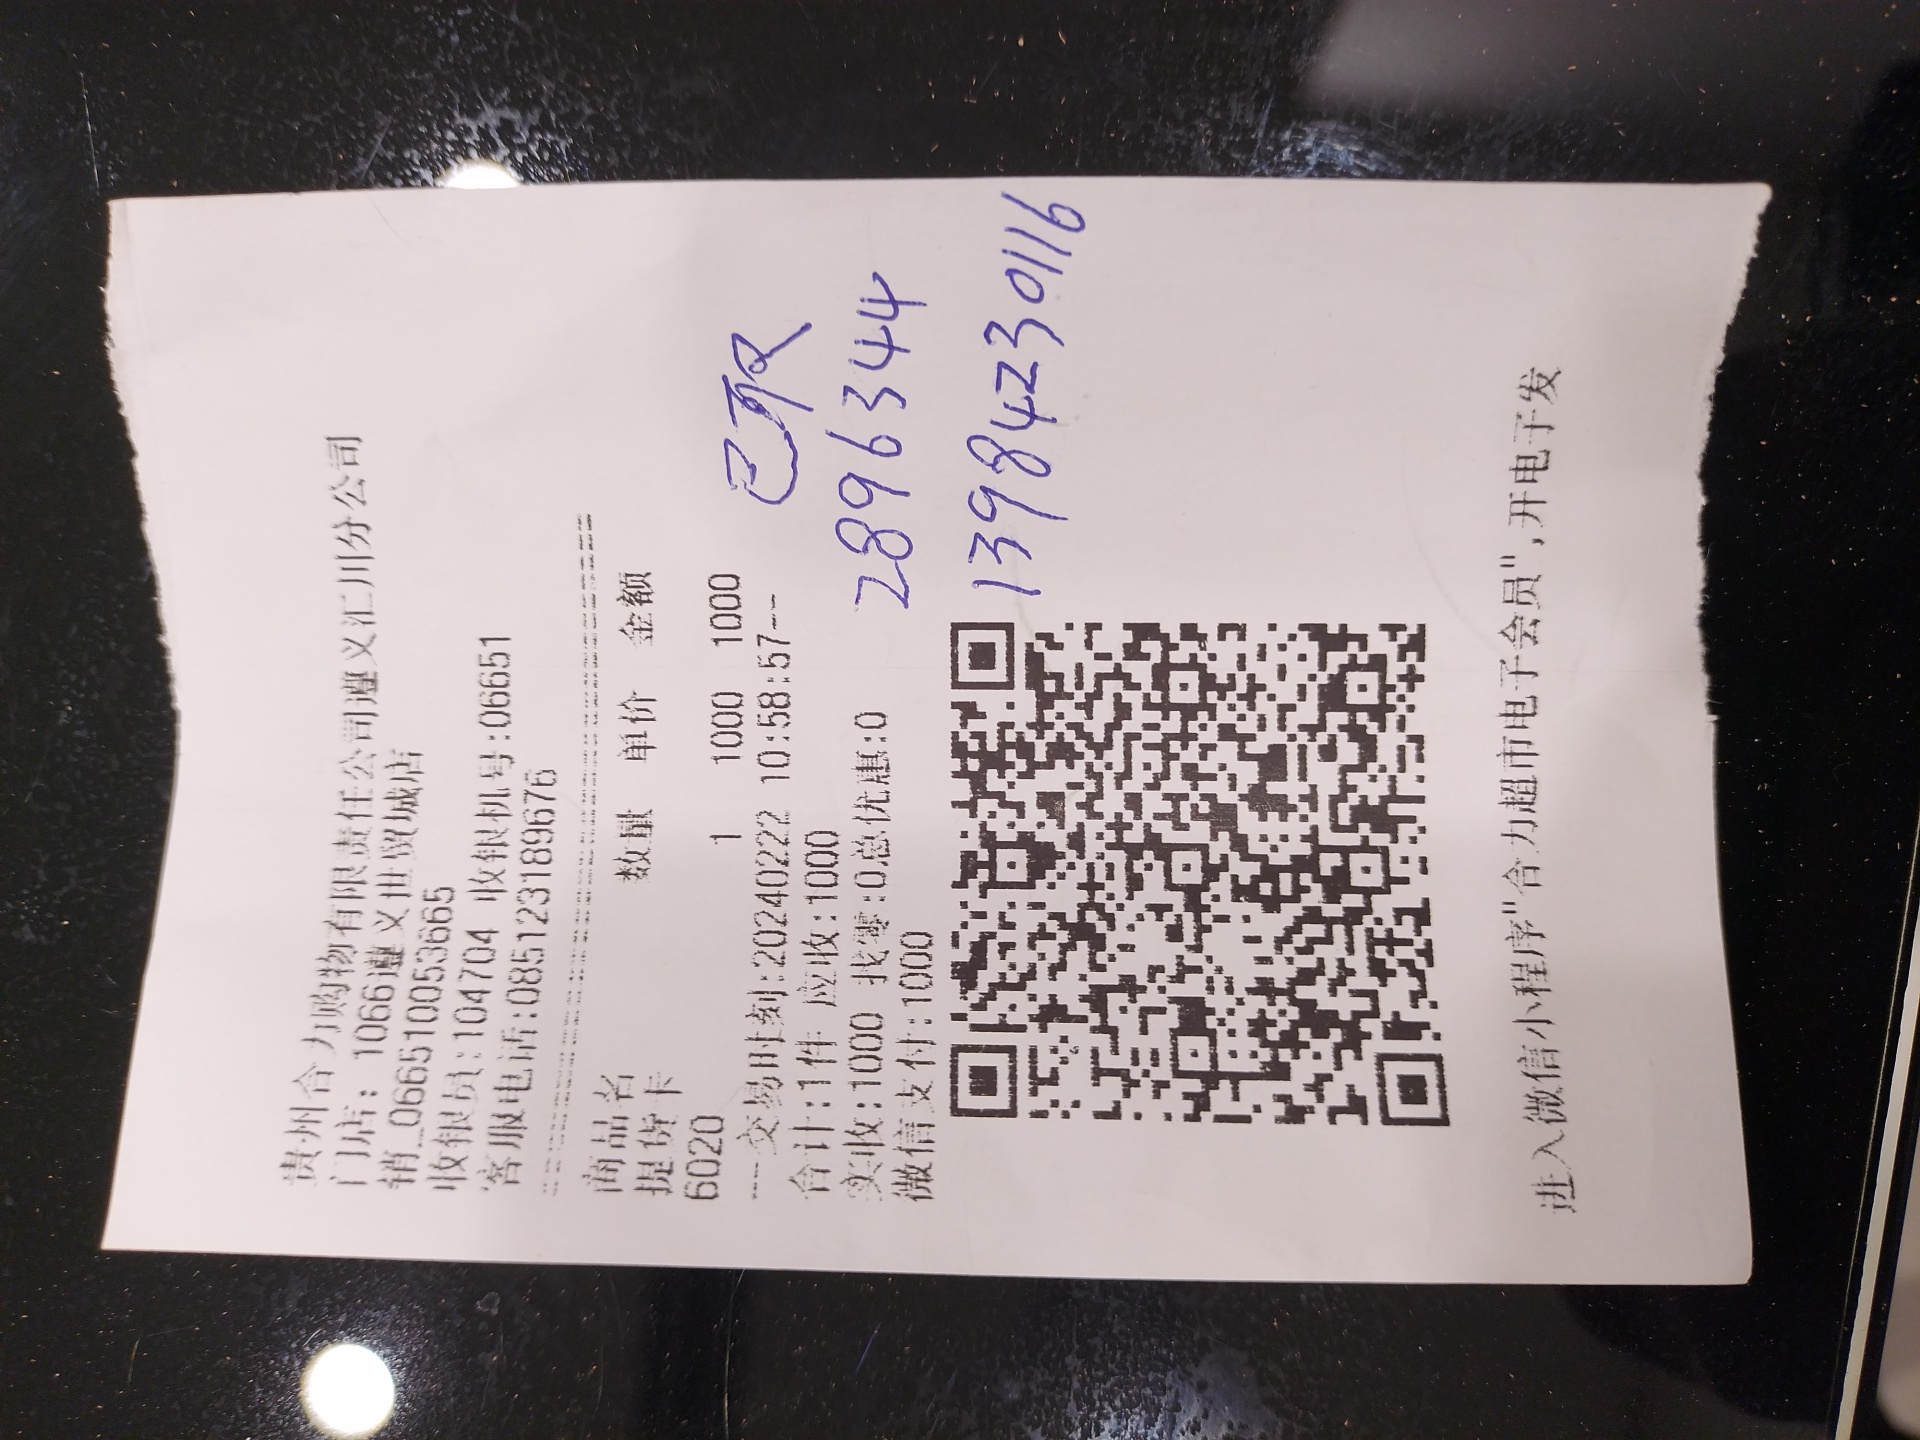 贵州合力购物有限责任公司遵义汇川分公司
门店: 1066遵义世贸城店
销_066510053665
收银员:104704 收银机号:06651
客服电话:085123189676
商品名 数量 单价 金额
提货卡
6020 1 1000 1000
---交易时刻:20240222 10:58:57--
合计:1件 应收:1000
实收:1000 找零:0总优惠:0
微信支付:1000
已取
2896344
13984230116
进入微信小程序"合力超市电子会员",开电子发